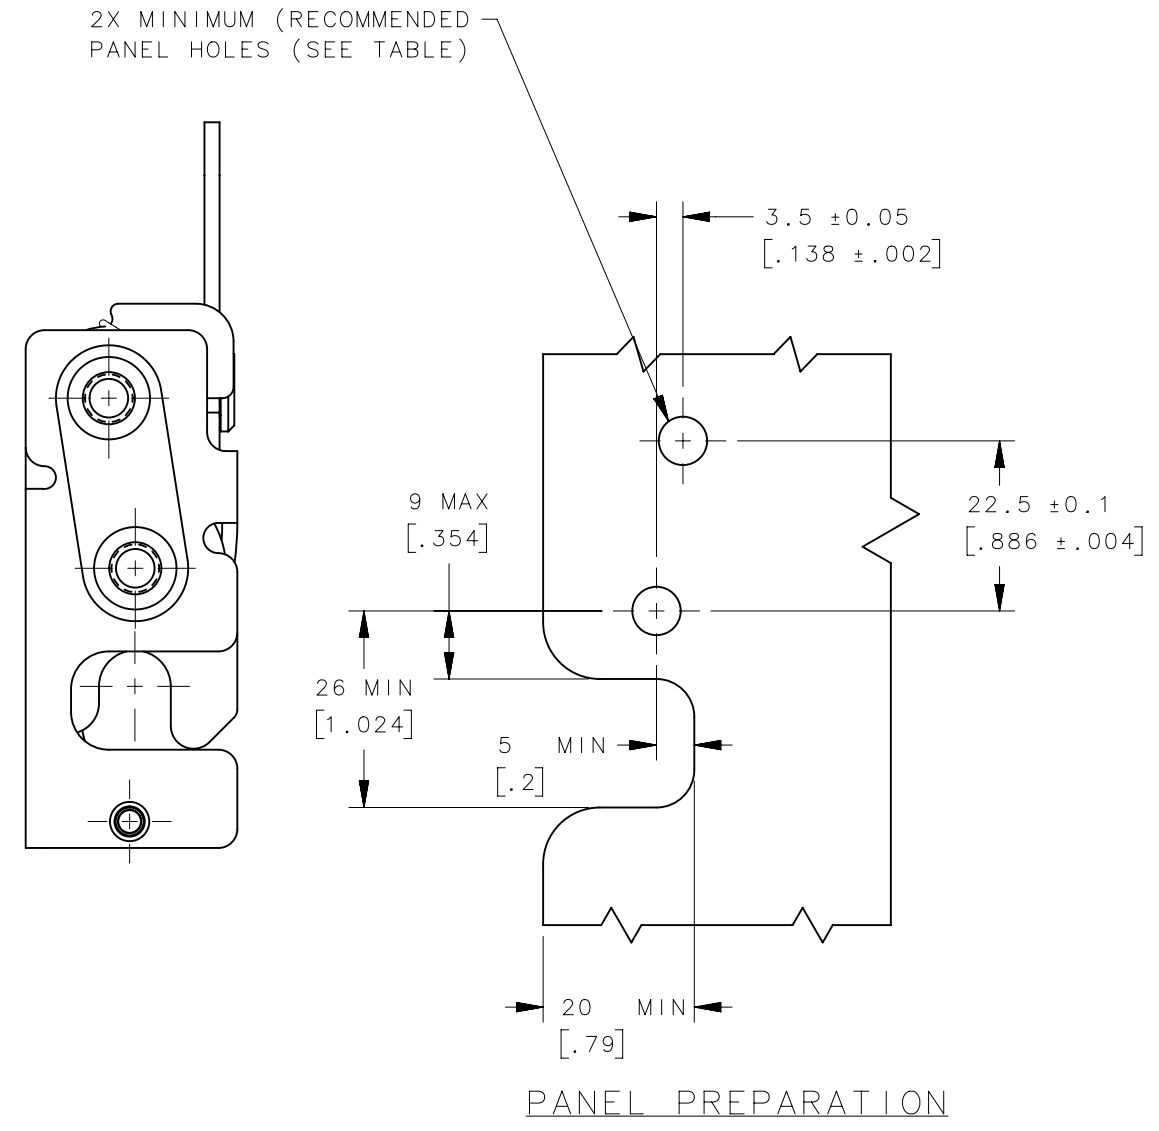 2X MINIMUM (RECOMMENDED
PANEL HOLES (SEE TABLE)
3.5 ±0.05
[.138 ±.002]
9 MAX
[.354]
22.5 ±0.1
[.886 ±.004]
26 MIN
[1.024]
5 MIN
[.2]
20 MIN
[.79]
PANEL PREPARATION